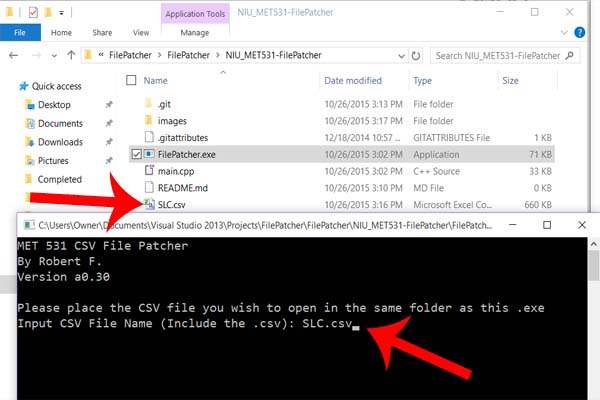 Application Tools
NIU_MET531-FilePatcher
File
Home
Share
View
Manage
« FilePatcher > FilePatcher > NIU_MET531-FilePatcher
Search NIU_MET531-FilePat...
Name
Date modified
Type
Size
Quick access
Desktop
Documents
Downloads
Pictures
Completed
.git
10/26/2015 3:13 PM
File folder
images
10/26/2015 3:17 PM
File folder
.gitattributes
12/18/2014 10:57 ...
GITATTRIBUTES File
1 KB
FilePatcher.exe
10/26/2015 3:02 PM
Application
71 KB
main.cpp
10/26/2015 3:02 PM
C++ Source
33 KB
README.md
10/26/2015 3:10 PM
MD File
0 KB
SLC.csv
10/26/2015 3:16 PM
Microsoft Excel Co...
660 KB
C:\Users\Owner\Documents\Visual Studio 2013\Projects\FilePatcher\FilePatcher\NIU_MET531-FilePatcher\FilePatch...
MET 531 CSV File Patcher
By Robert F.
Version a0.30
Please place the CSV file you wish to open in the same folder as this .exe
Input CSV File Name (Include the .csv): SLC.csv